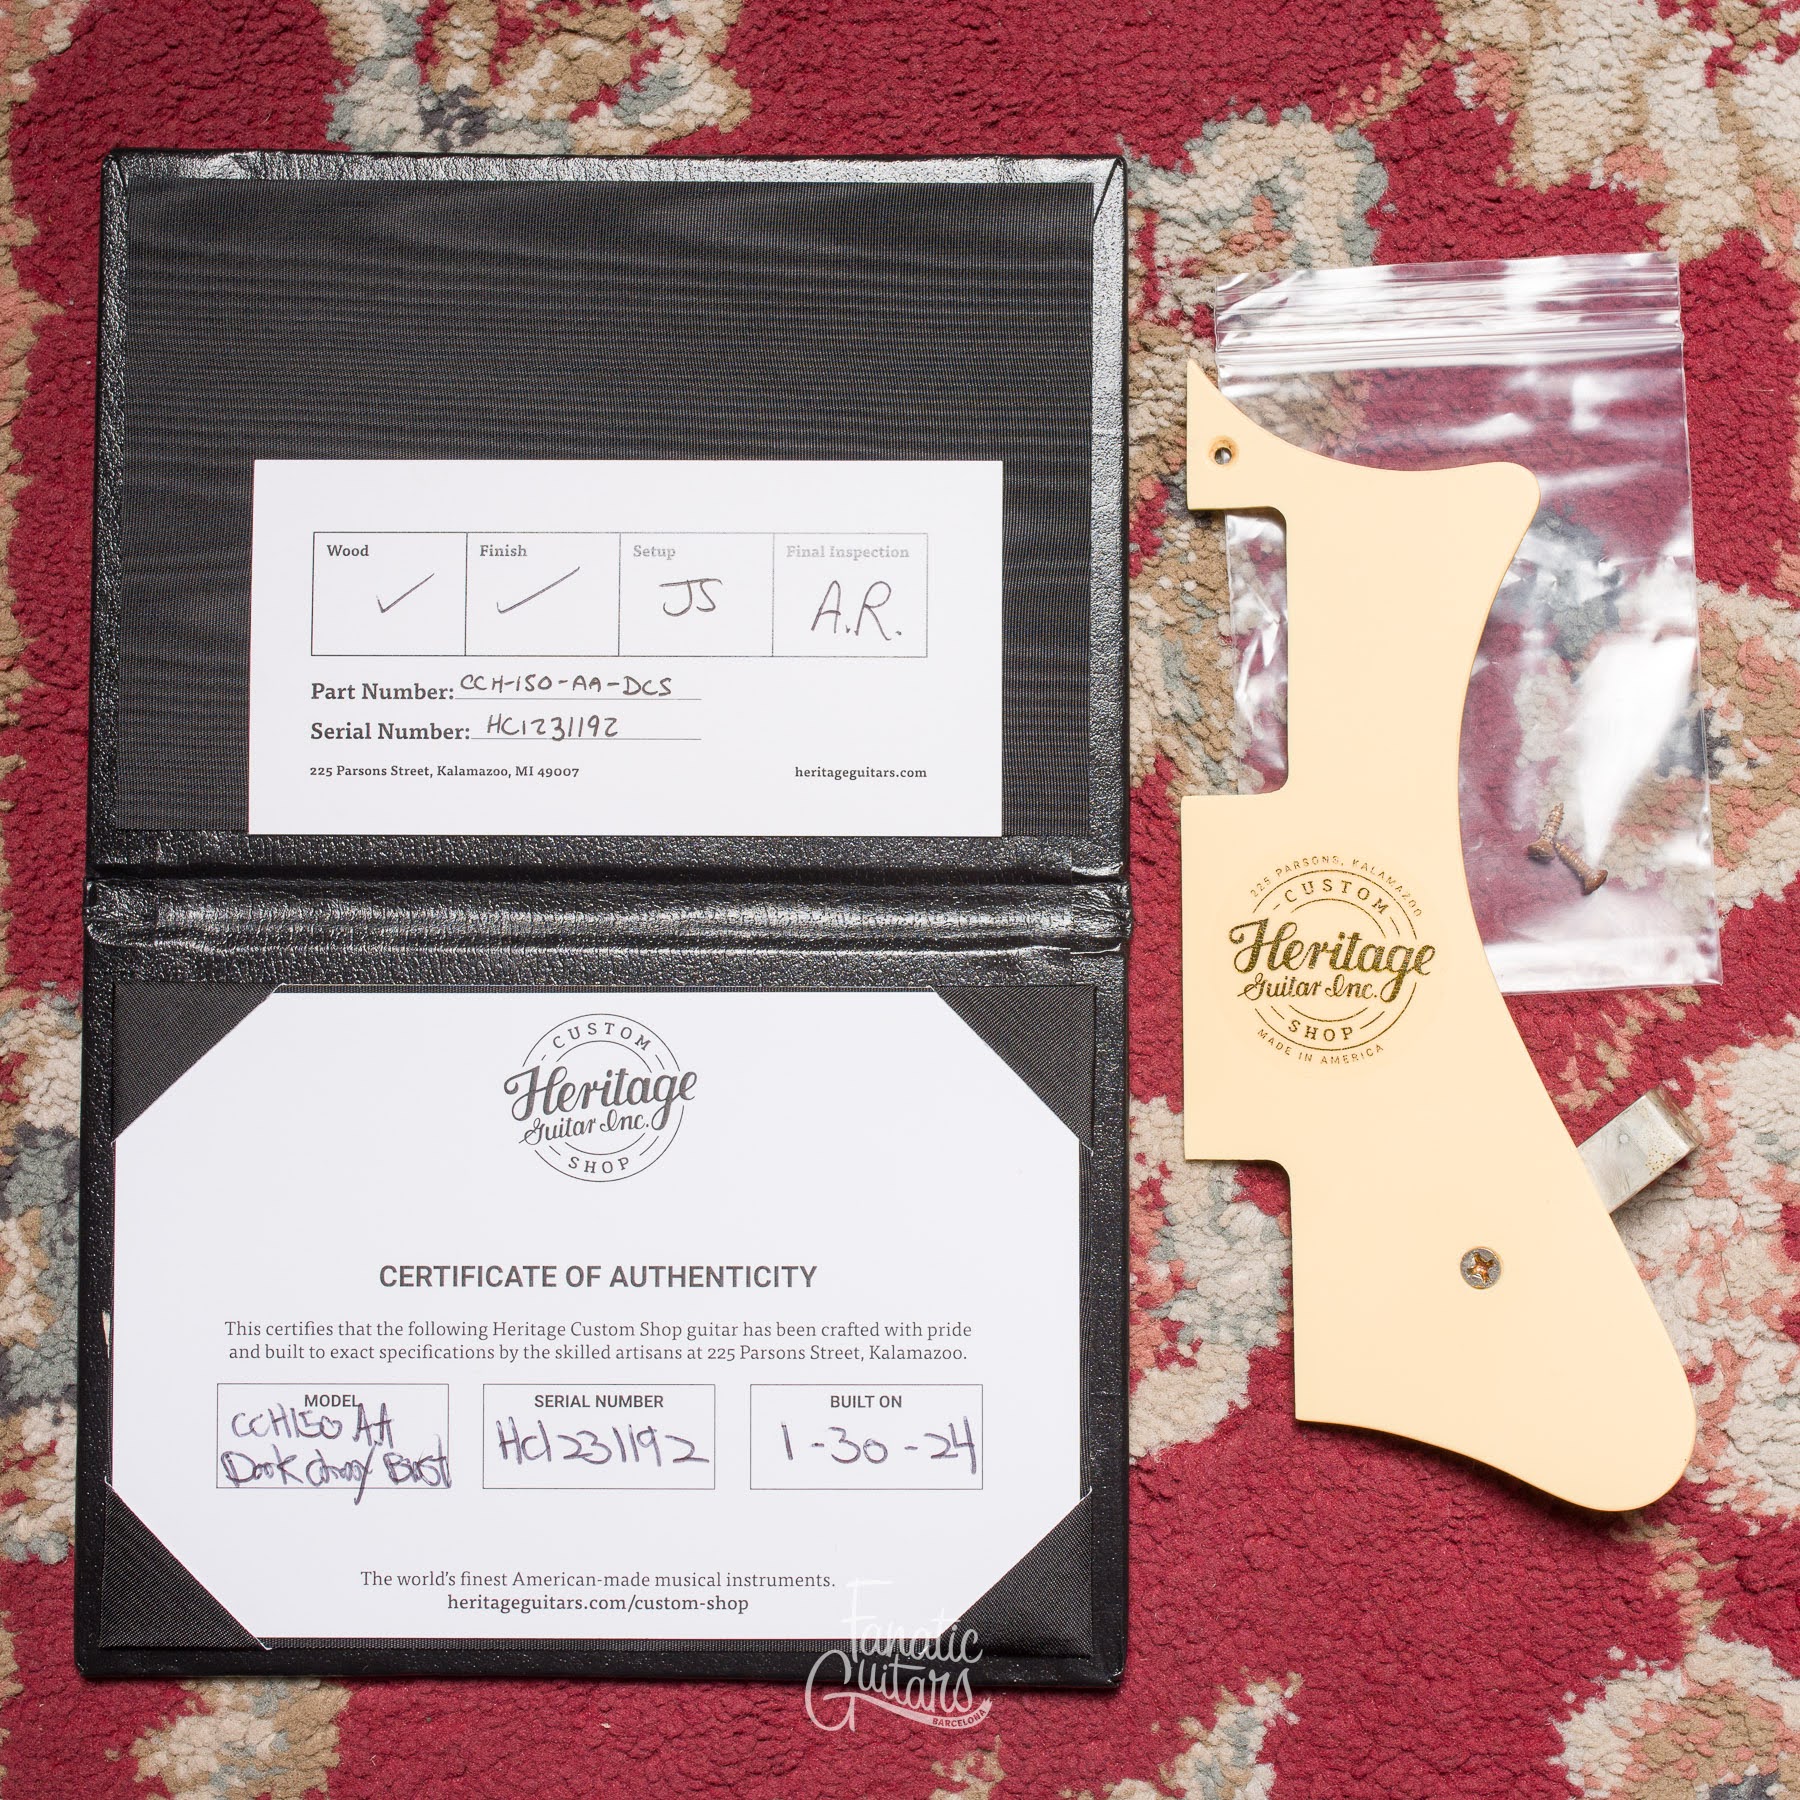 Wood Finish Setup Final Inspection
✓ ✓ JS A.R.
Part Number: CCH-150-AA-DCS
Serial Number: HC1231192
225 Parsons Street, Kalamazoo, MI 49007 heritageguitars.com
CUSTOM
Heritage
Guitar Inc.
SHOP
CERTIFICATE OF AUTHENTICITY
This certifies that the following Heritage Custom Shop guitar has been crafted with pride
and built to exact specifications by the skilled artisans at 225 Parsons Street, Kalamazoo.
MODEL
CCH150 AA
Dark Burst
SERIAL NUMBER
HC1231192
BUILT ON
1-30-24
The world's finest American-made musical instruments.
heritageguitars.com/custom-shop
225 PARSONS, KALAMAZOO
CUSTOM
Heritage
Guitar Inc.
SHOP
MADE IN AMERICA
Fanatic
Guitars
BARCELONA